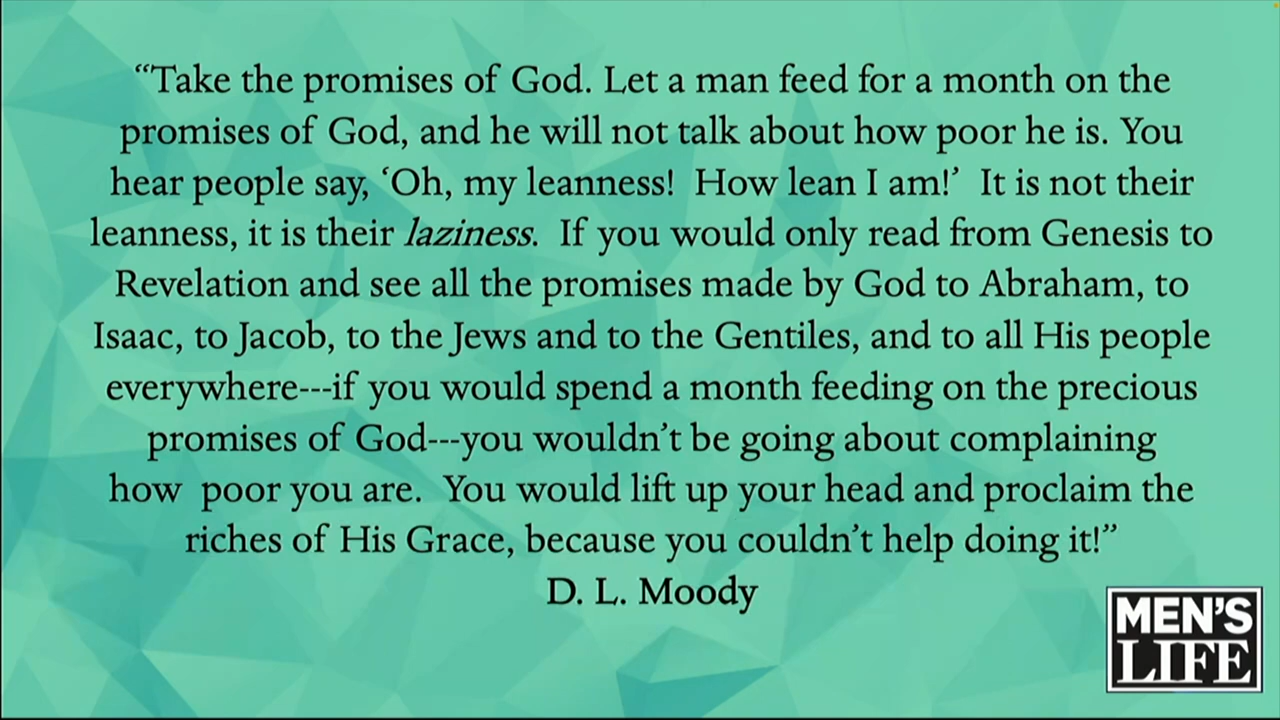 “Take the promises of God. Let a man feed for a month on the
promises of God, and he will not talk about how poor he is. You
hear people say, ‘Oh, my leanness!  How lean I am!’  It is not their
leanness, it is their laziness.  If you would only read from Genesis to
Revelation and see all the promises made by God to Abraham, to
Isaac, to Jacob, to the Jews and to the Gentiles, and to all His people
everywhere---if you would spend a month feeding on the precious
promises of God---you wouldn’t be going about complaining
how  poor you are.  You would lift up your head and proclaim the
riches of His Grace, because you couldn’t help doing it!”
D. L. Moody
MEN’S
LIFE